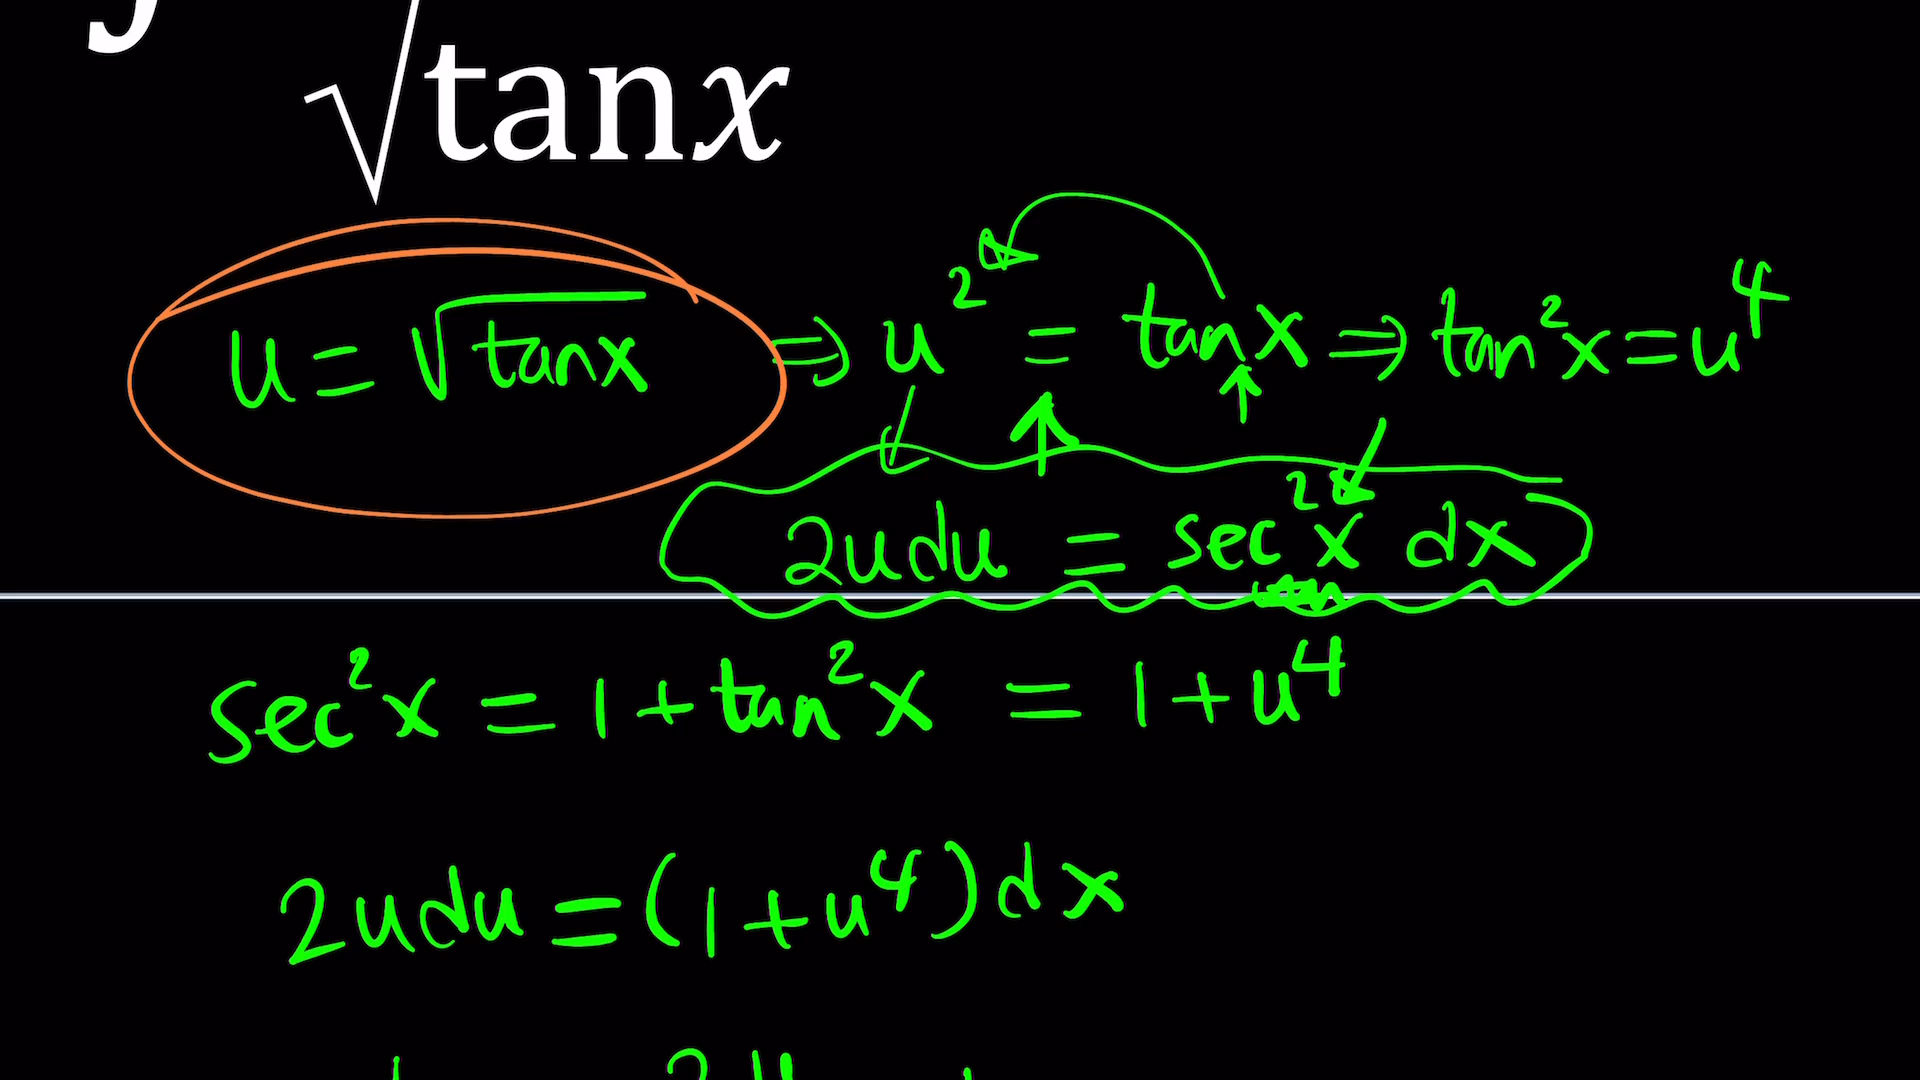 √tanx
u = √tanx ⇒ u² = tanx ⇒ tan²x = u⁴
2udu = sec²x dx
sec²x = 1 + tan²x = 1 + u⁴
2udu = (1 + u⁴)dx